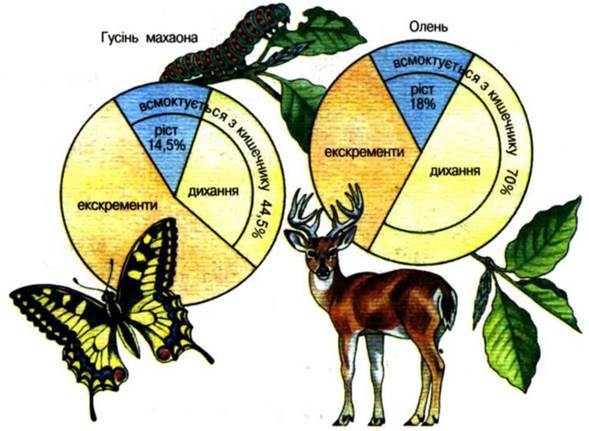 Гусінь махаона
всмоктується з кишечнику 44,5%
ріст
14,5%
дихання
екскременти
Олень
всмоктується з кишечнику 70%
ріст
18%
дихання
екскременти